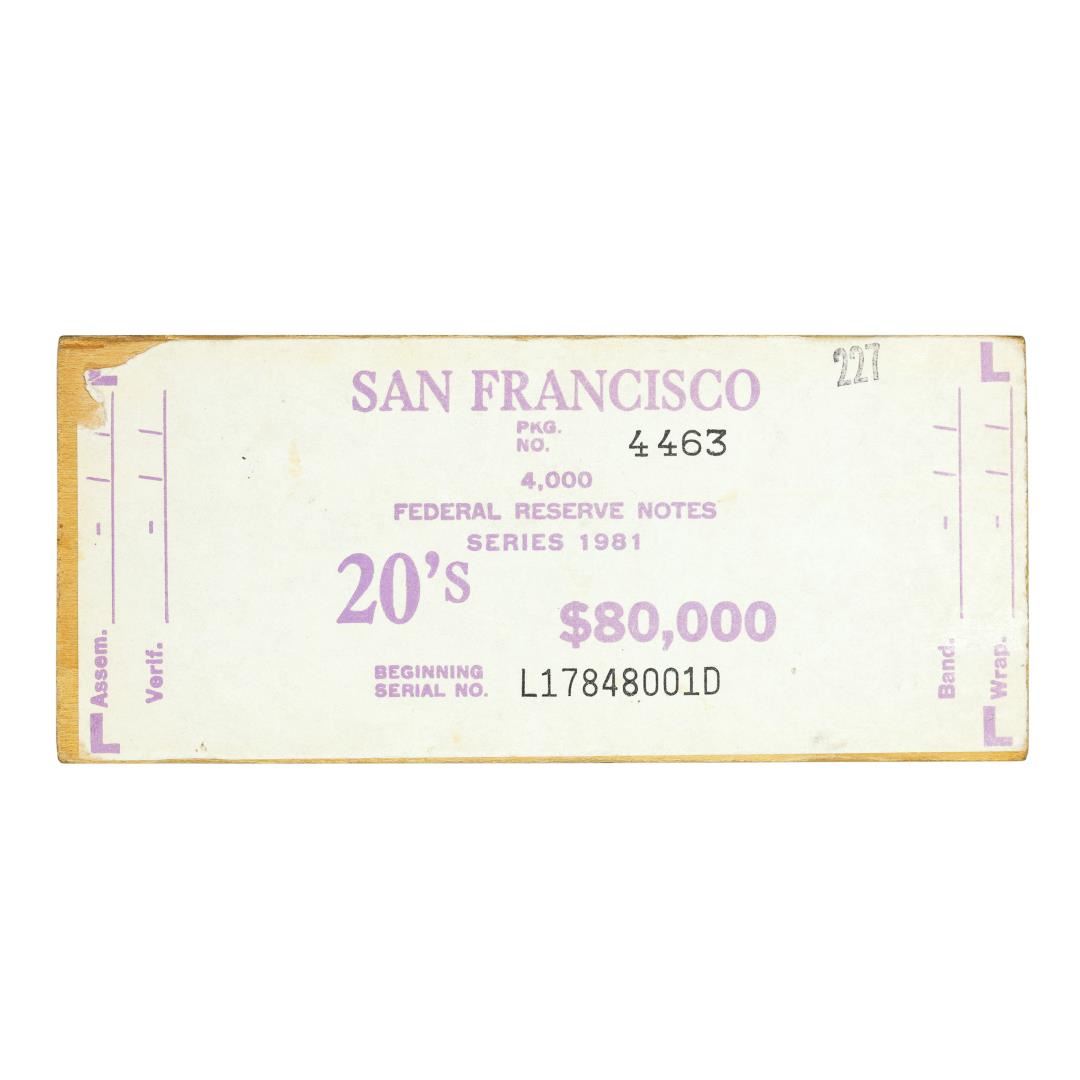 SAN FRANCISCO
227
PKG.
NO. 4463
4,000
FEDERAL RESERVE NOTES
SERIES 1981
20's
$80,000
BEGINNING
SERIAL NO. L17848001D
Assem.
Verif.
Band.
Wrap.